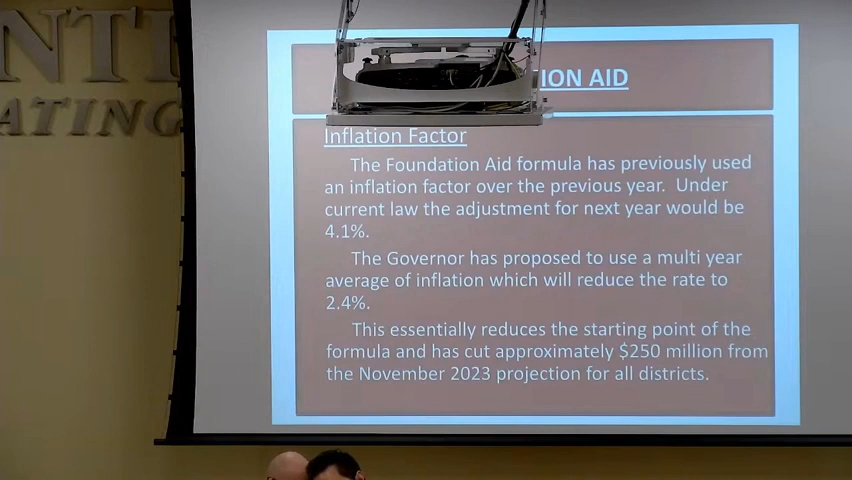 ATING
ION AID
Inflation Factor
The Foundation Aid formula has previously used
an inflation factor over the previous year. Under
current law the adjustment for next year would be
4.1%.
The Governor has proposed to use a multi year
average of inflation which will reduce the rate to
2.4%.
This essentially reduces the starting point of the
formula and has cut approximately $250 million from
the November 2023 projection for all districts.